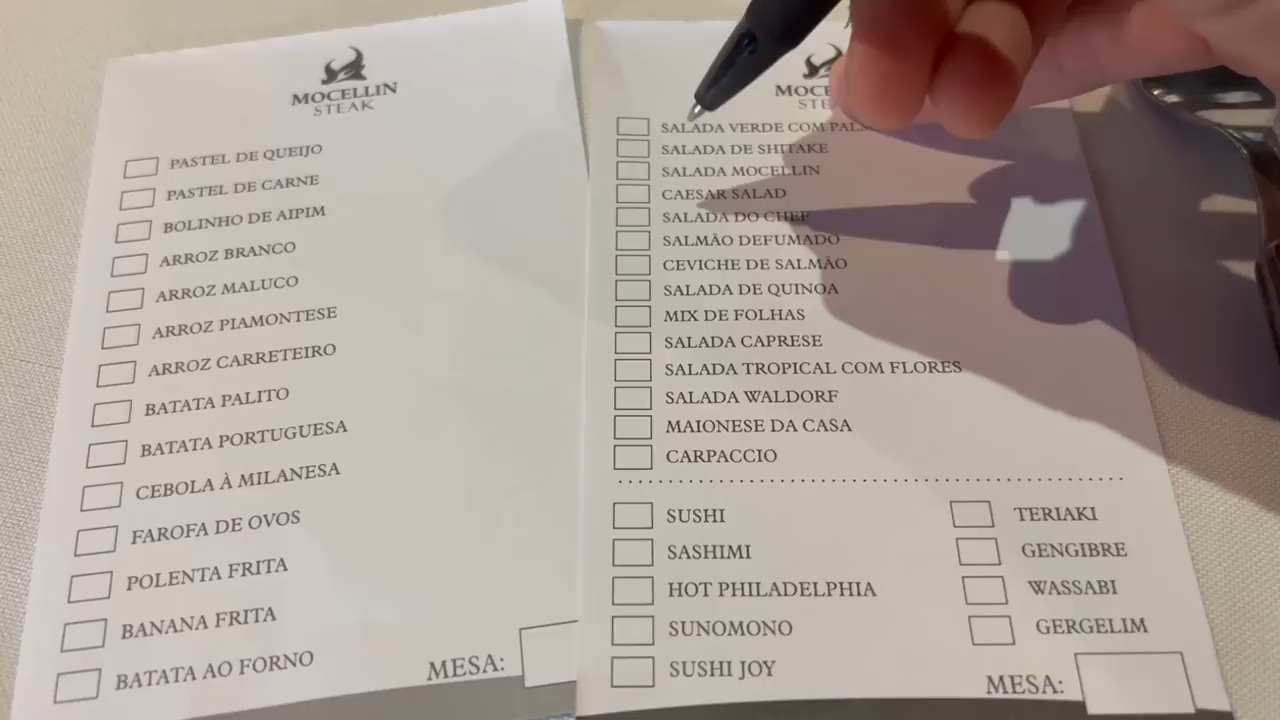 MOCELLIN
STEAK
PASTEL DE QUEIJO
PASTEL DE CARNE
BOLINHO DE AIPIM
ARROZ BRANCO
ARROZ MALUCO
ARROZ PIAMONTESE
ARROZ CARRETEIRO
BATATA PALITO
BATATA PORTUGUESA
CEBOLA À MILANESA
FAROFA DE OVOS
POLENTA FRITA
BANANA FRITA
BATATA AO FORNO
MESA:
SALADA VERDE COM
SALADA DE SHITAKE
SALADA MOCELLIN
CAESAR SALAD
SALADA DO CHEF
SALMÃO DEFUMADO
CEVICHE DE SALMÃO
SALADA DE QUINOA
MIX DE FOLHAS
SALADA CAPRESE
SALADA TROPICAL COM FLORES
SALADA WALDORF
MAIONESE DA CASA
CARPACCIO
SUSHI
SASHIMI
HOT PHILADELPHIA
SUNOMONO
SUSHI JOY
TERIAKI
GENGIBRE
WASSABI
GERGELIM
MESA: